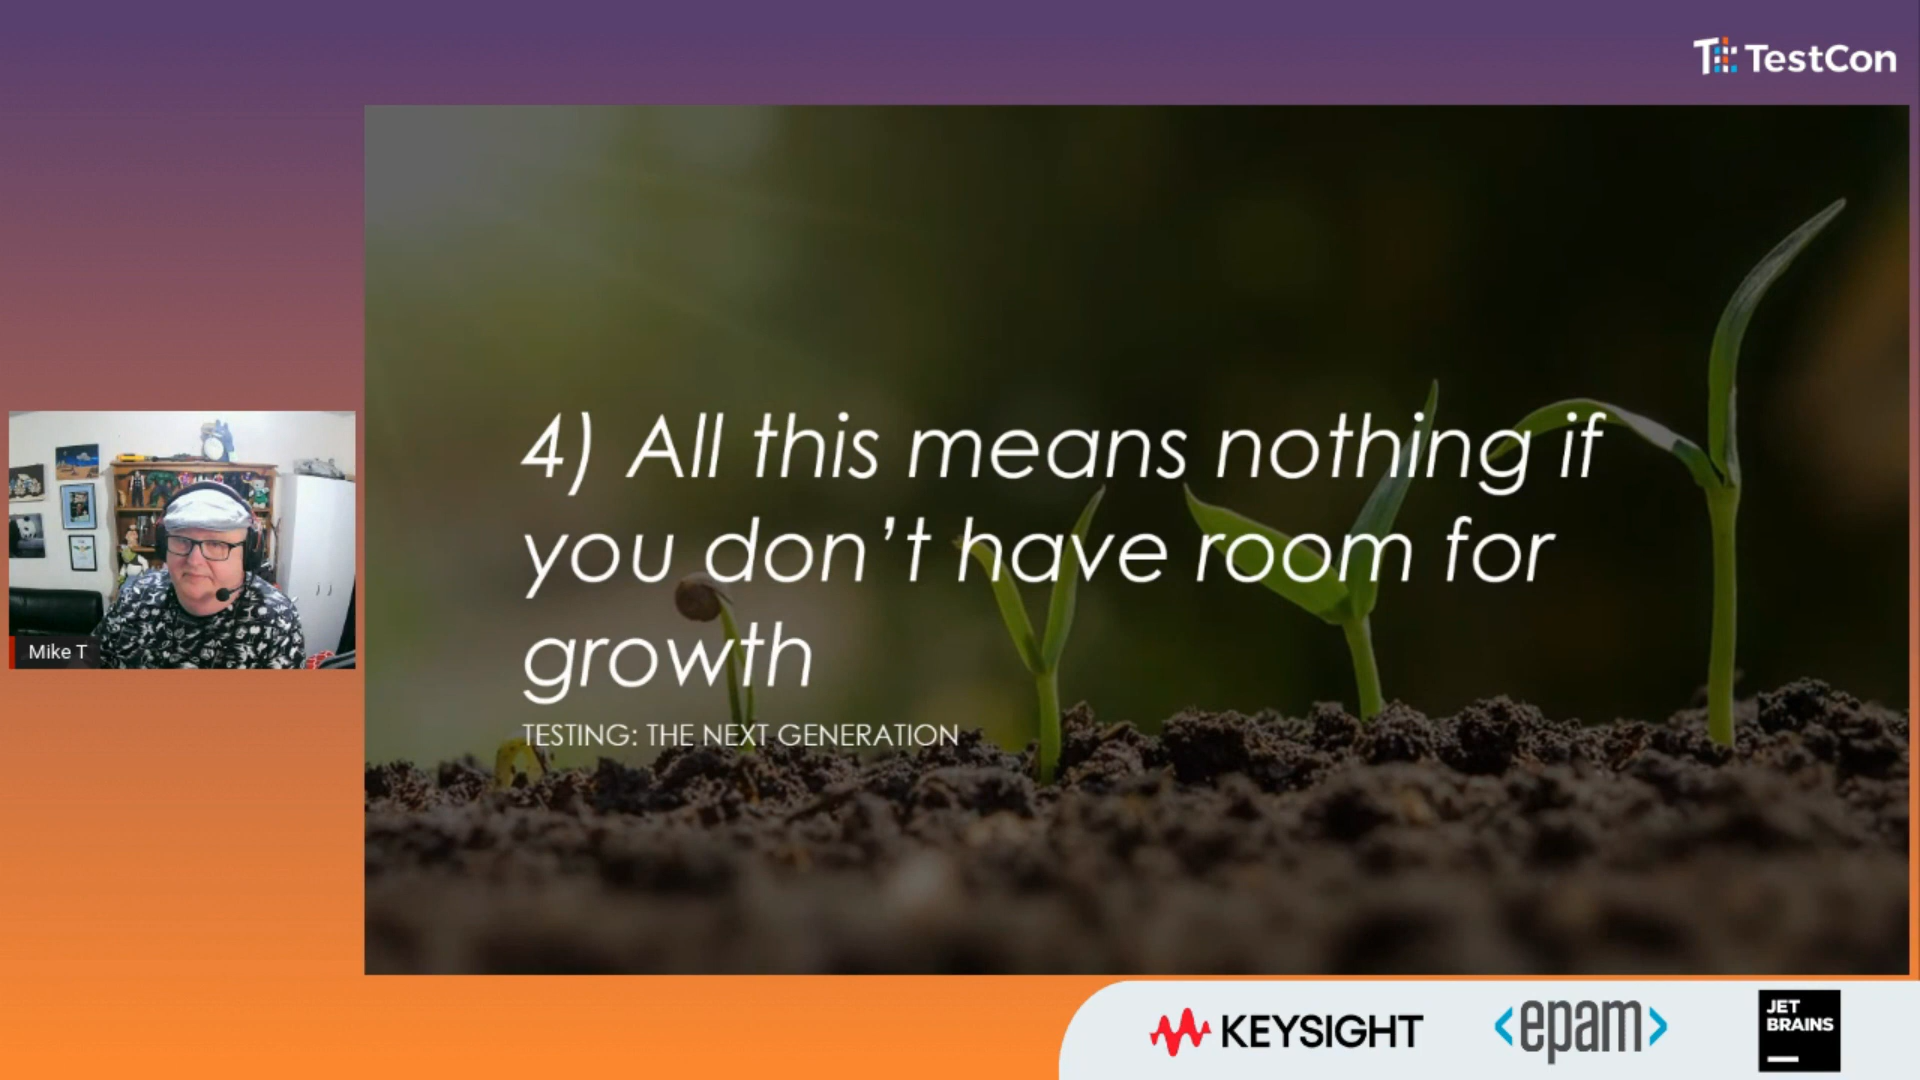 TestCon
4) All this means nothing if
you don't have room for
growth
TESTING: THE NEXT GENERATION
Mike T
KEYSIGHT
<epam>
JET
BRAINS